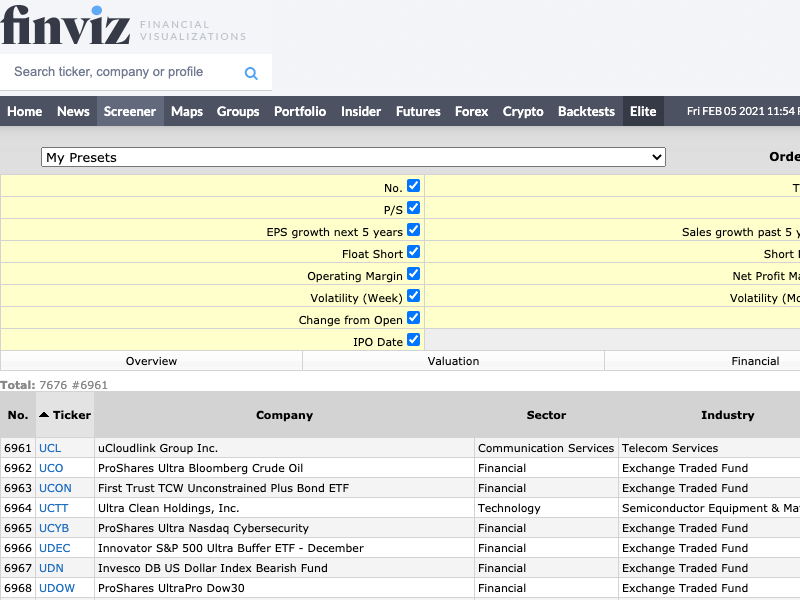 finviz FINANCIAL VISUALIZATIONS
Search ticker, company or profile
Home News Screener Maps Groups Portfolio Insider Futures Forex Crypto Backtests Elite Fri FEB 05 2021 11:54
My Presets Orde
No. T
P/S
EPS growth next 5 years Sales growth past 5 y
Float Short Short
Operating Margin Net Profit Ma
Volatility (Week) Volatility (Mo
Change from Open
IPO Date
Overview Valuation Financial
Total: 7676 #6961
No. Ticker Company Sector Industry
6961 UCL uCloudlink Group Inc. Communication Services Telecom Services
6962 UCO ProShares Ultra Bloomberg Crude Oil Financial Exchange Traded Fund
6963 UCON First Trust TCW Unconstrained Plus Bond ETF Financial Exchange Traded Fund
6964 UCTT Ultra Clean Holdings, Inc. Technology Semiconductor Equipment & Ma
6965 UCYB ProShares Ultra Nasdaq Cybersecurity Financial Exchange Traded Fund
6966 UDEC Innovator S&P 500 Ultra Buffer ETF - December Financial Exchange Traded Fund
6967 UDN Invesco DB US Dollar Index Bearish Fund Financial Exchange Traded Fund
6968 UDOW ProShares UltraPro Dow30 Financial Exchange Traded Fund